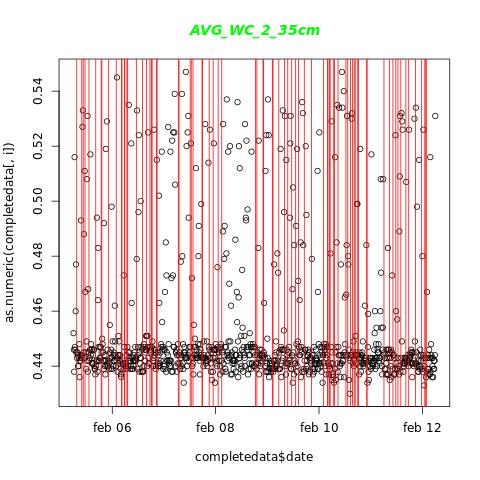 AVG_WC_2_35cm
as.numeric(completedata[, i])
0.54
0.52
0.50
0.48
0.46
0.44
feb 06
feb 08
feb 10
feb 12
completedata$date